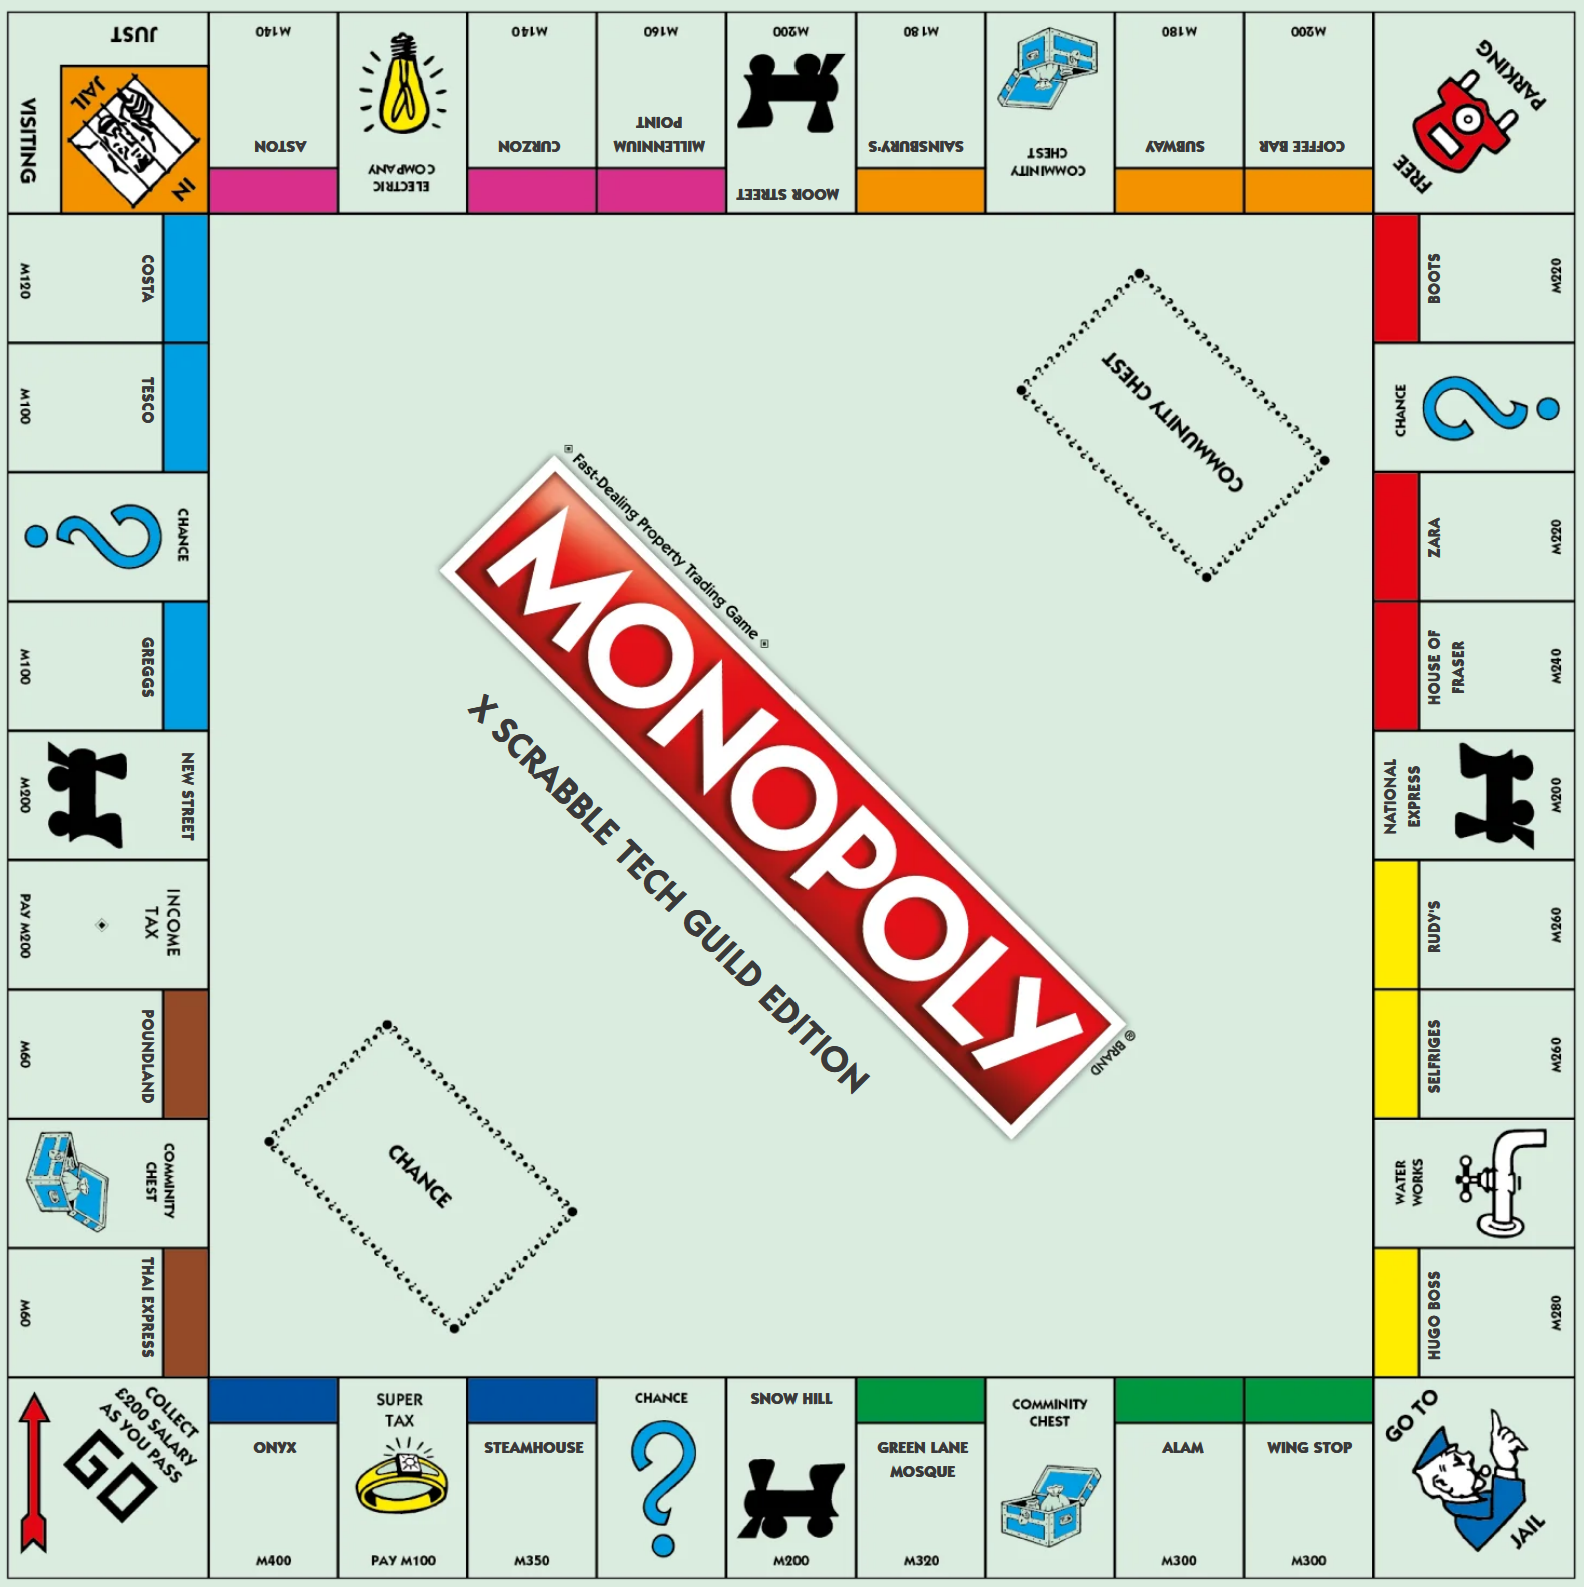 JUST
VISITING
IN
JAIL
M140
ASTON
ELECTRIC
COMPANY
M140
CURZON
M160
MILLENNIUM
POINT
M200
MOOR STREET
M180
SAINSBURY'S
COMMINITY
CHEST
M180
SUBWAY
M200
COFFEE BAR
FREE
PARKING
BOOTS
M220
CHANCE
ZARA
M220
HOUSE OF
FRASER
M240
NATIONAL
EXPRESS
M200
RUDY'S
M260
SELFRIGES
M260
WATER
WORKS
HUGO BOSS
M280
GO TO
JAIL
WING STOP
M300
ALAM
M300
COMMINITY
CHEST
GREEN LANE
MOSQUE
M320
SNOW HILL
M200
CHANCE
STEAMHOUSE
M350
SUPER
TAX
PAY M100
ONYX
M400
COLLECT
£200 SALARY
AS YOU PASS
GO
THAI EXPRESS
M60
COMMINITY
CHEST
POUNDLAND
M60
INCOME
TAX
PAY M200
NEW STREET
M200
GREGGS
M100
CHANCE
TESCO
M100
COSTA
M120
COMMUNITY CHEST
Fast-Dealing Property Trading Game
MONOPOLY
® BRAND
X SCRABBLE TECH GUILD EDITION
CHANCE